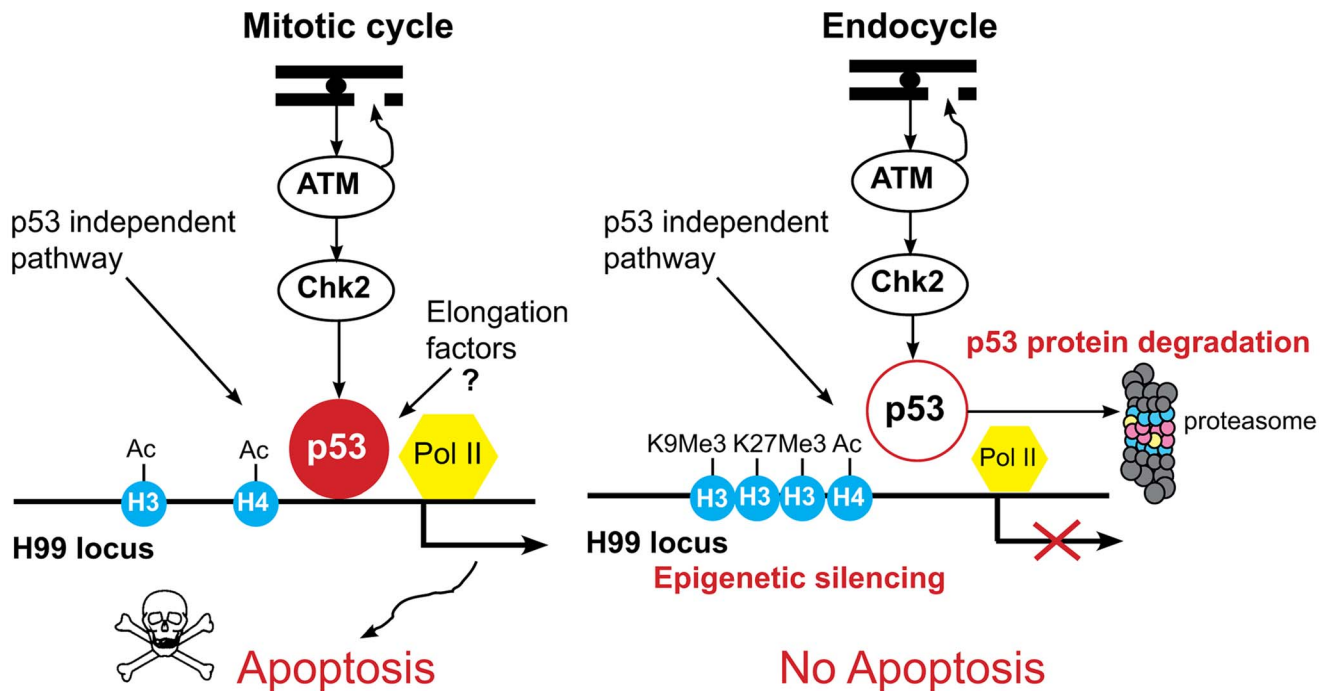 Mitotic cycle
ATM
p53 independent
pathway
Chk2
Elongation
factors
?
p53
Pol II
Ac
Ac
H3
H4
H99 locus
Apoptosis
Endocycle
ATM
p53 independent
pathway
Chk2
p53 protein degradation
p53
proteasome
K9Me3 K27Me3 Ac
Pol II
H3 H3 H3 H4
H99 locus
Epigenetic silencing
No Apoptosis